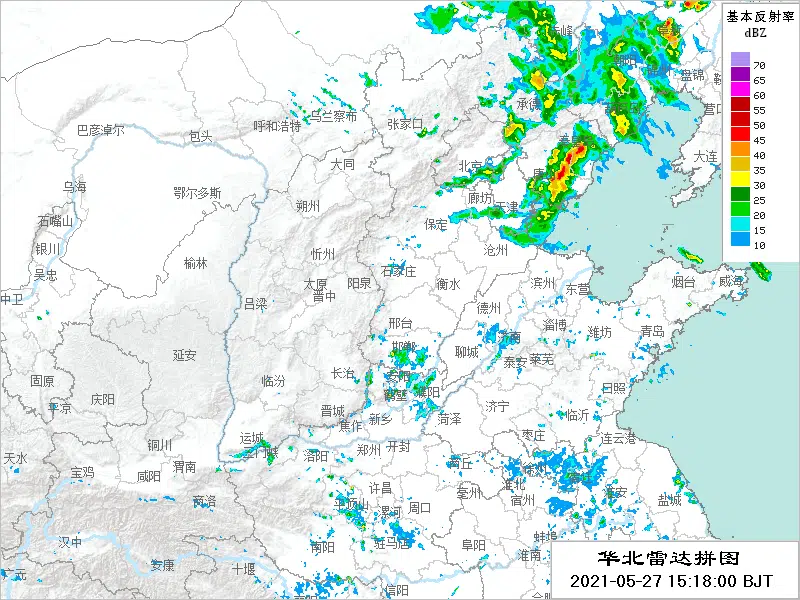 基本反射率
dBZ
70
65
60
55
50
45
40
35
30
25
20
15
10
赤峰
朝阳
盘锦
营口
承德
巴彦淖尔
包头
呼和浩特
乌兰察布
张家口
大连
乌海
鄂尔多斯
大同
北京
廊坊
天津
石嘴山
朔州
保定
银川
榆林
忻州
沧州
吴忠
石家庄
中卫
太原
阳泉
衡水
滨州
东营
烟台
威海
晋中
吕梁
德州
邢台
淄博
潍坊
青岛
济南
延安
邯郸
聊城
泰安
莱芜
固原
临汾
长治
安阳
庆阳
鹤壁
濮阳
日照
平凉
晋城
新乡
菏泽
济宁
临沂
焦作
运城
铜川
三门峡
洛阳
郑州
开封
枣庄
连云港
天水
宝鸡
咸阳
渭南
商丘
徐州
淮北
宿州
淮安
盐城
商洛
许昌
亳州
平顶山
漯河
周口
汉中
南阳
驻马店
阜阳
蚌埠
淮南
广元
安康
十堰
信阳
华北雷达拼图
2021-05-27 15:18:00 BJT